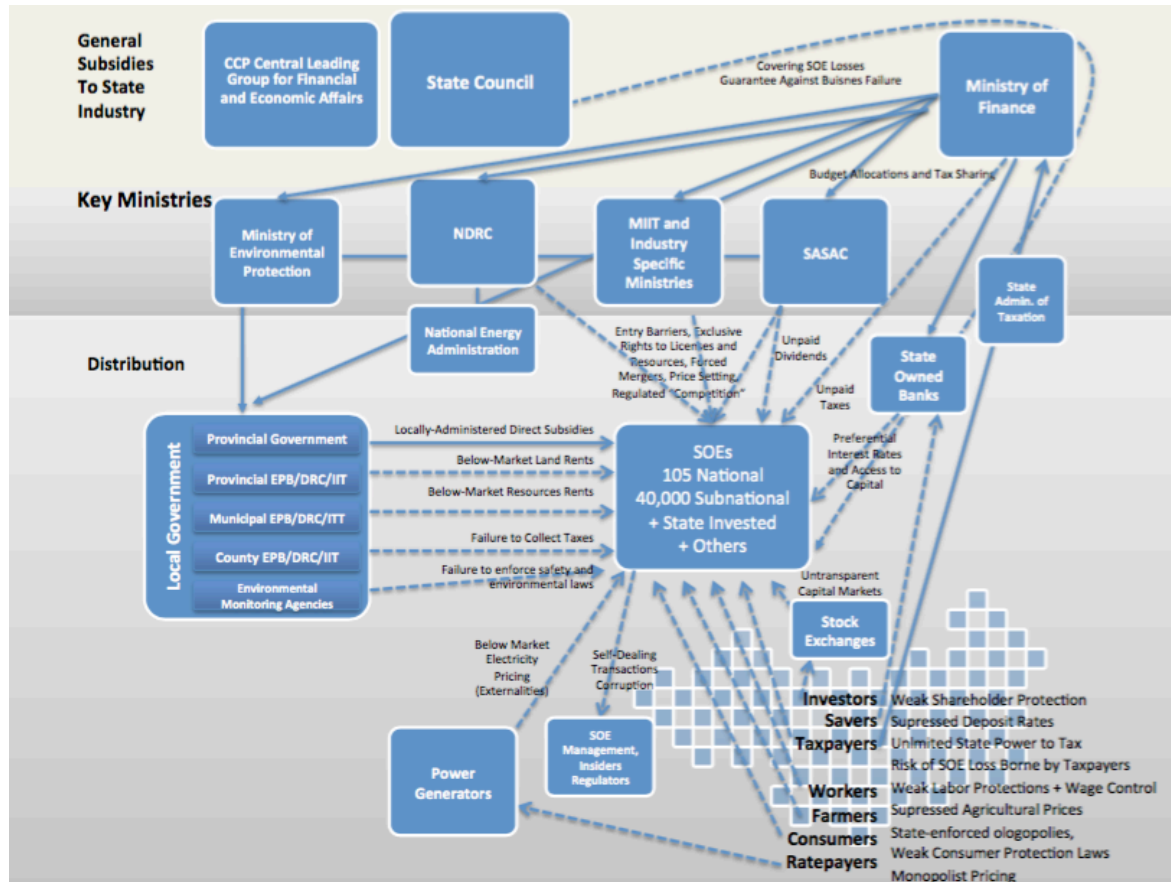 General
Subsidies
To State
Industry
CCP Central Leading
Group for Financial
and Economic Affairs
State Council
Covering SOE Losses
Guarantee Against Buisnes Failure
Ministry of
Finance
Budget Allocations and Tax Sharing
Key Ministries
Ministry of
Environmental
Protection
NDRC
MIIT and
Industry
Specific
Ministries
SASAC
State
Admin. of
Taxation
National Energy
Administration
Distribution
Entry Barriers, Exclusive
Rights to Licenses and
Resources, Forced
Mergers, Price Setting,
Regulated "Competition"
Unpaid
Dividends
Unpaid
Taxes
State
Owned
Banks
Local Government
Provincial Government
Provincial EPB/DRC/IIT
Municipal EPB/DRC/ITT
County EPB/DRC/IIT
Environmental
Monitoring Agencies
Locally-Administered Direct Subsidies
Below-Market Land Rents
Below-Market Resources Rents
Failure to Collect Taxes
Failure to enforce safety and
environmental laws
SOEs
105 National
40,000 Subnational
+ State Invested
+ Others
Preferential
Interest Rates
and Access to
Capital
Untransparent
Capital Markets
Stock
Exchanges
Below Market
Electricity
Pricing
(Externalities)
Self-Dealing
Transactions
Corruption
Power
Generators
SOE
Management,
Insiders
Regulators
Investors Weak Shareholder Protection
Savers Supressed Deposit Rates
Taxpayers Unlimited State Power to Tax
Risk of SOE Loss Borne by Taxpayers
Workers Weak Labor Protections + Wage Control
Farmers Supressed Agricultural Prices
Consumers State-enforced ologopolies,
Weak Consumer Protection Laws
Ratepayers Monopolist Pricing